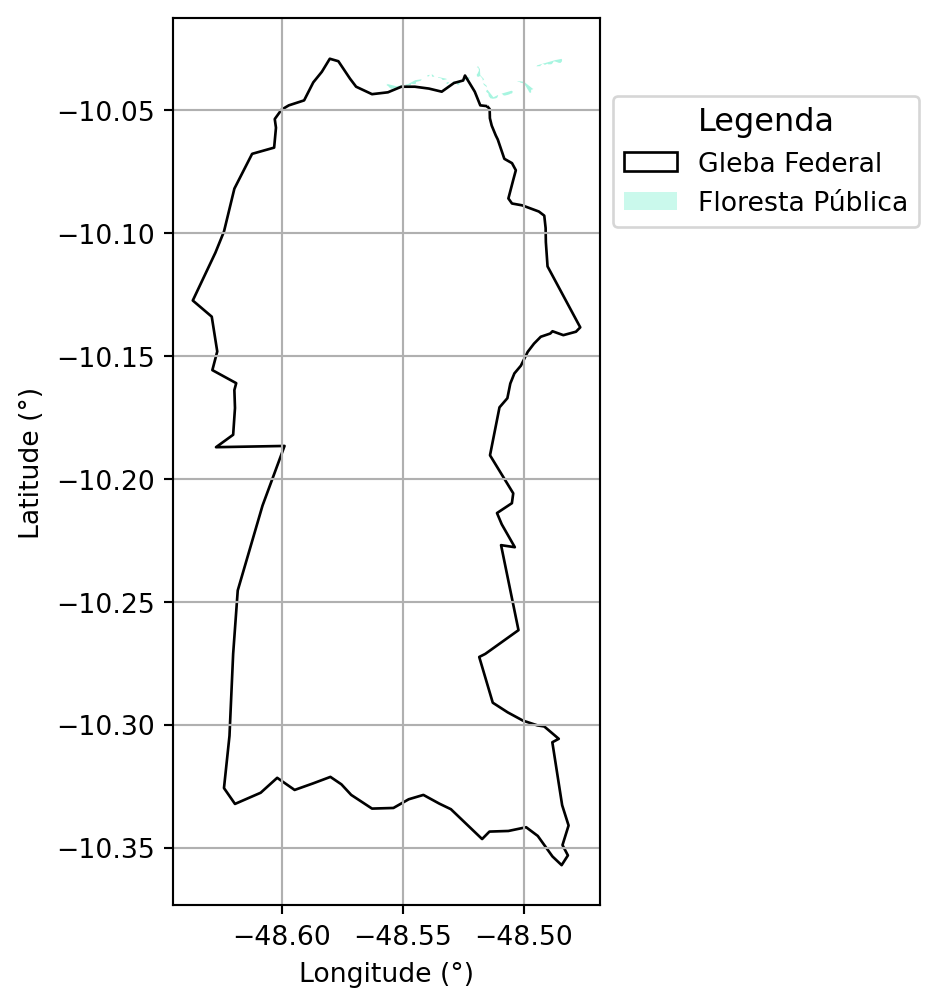 Legenda
Gleba Federal
Floresta Pública
−10.05
−10.10
−10.15
−10.20
−10.25
−10.30
−10.35
Latitude (°)
−48.60 −48.55 −48.50
Longitude (°)